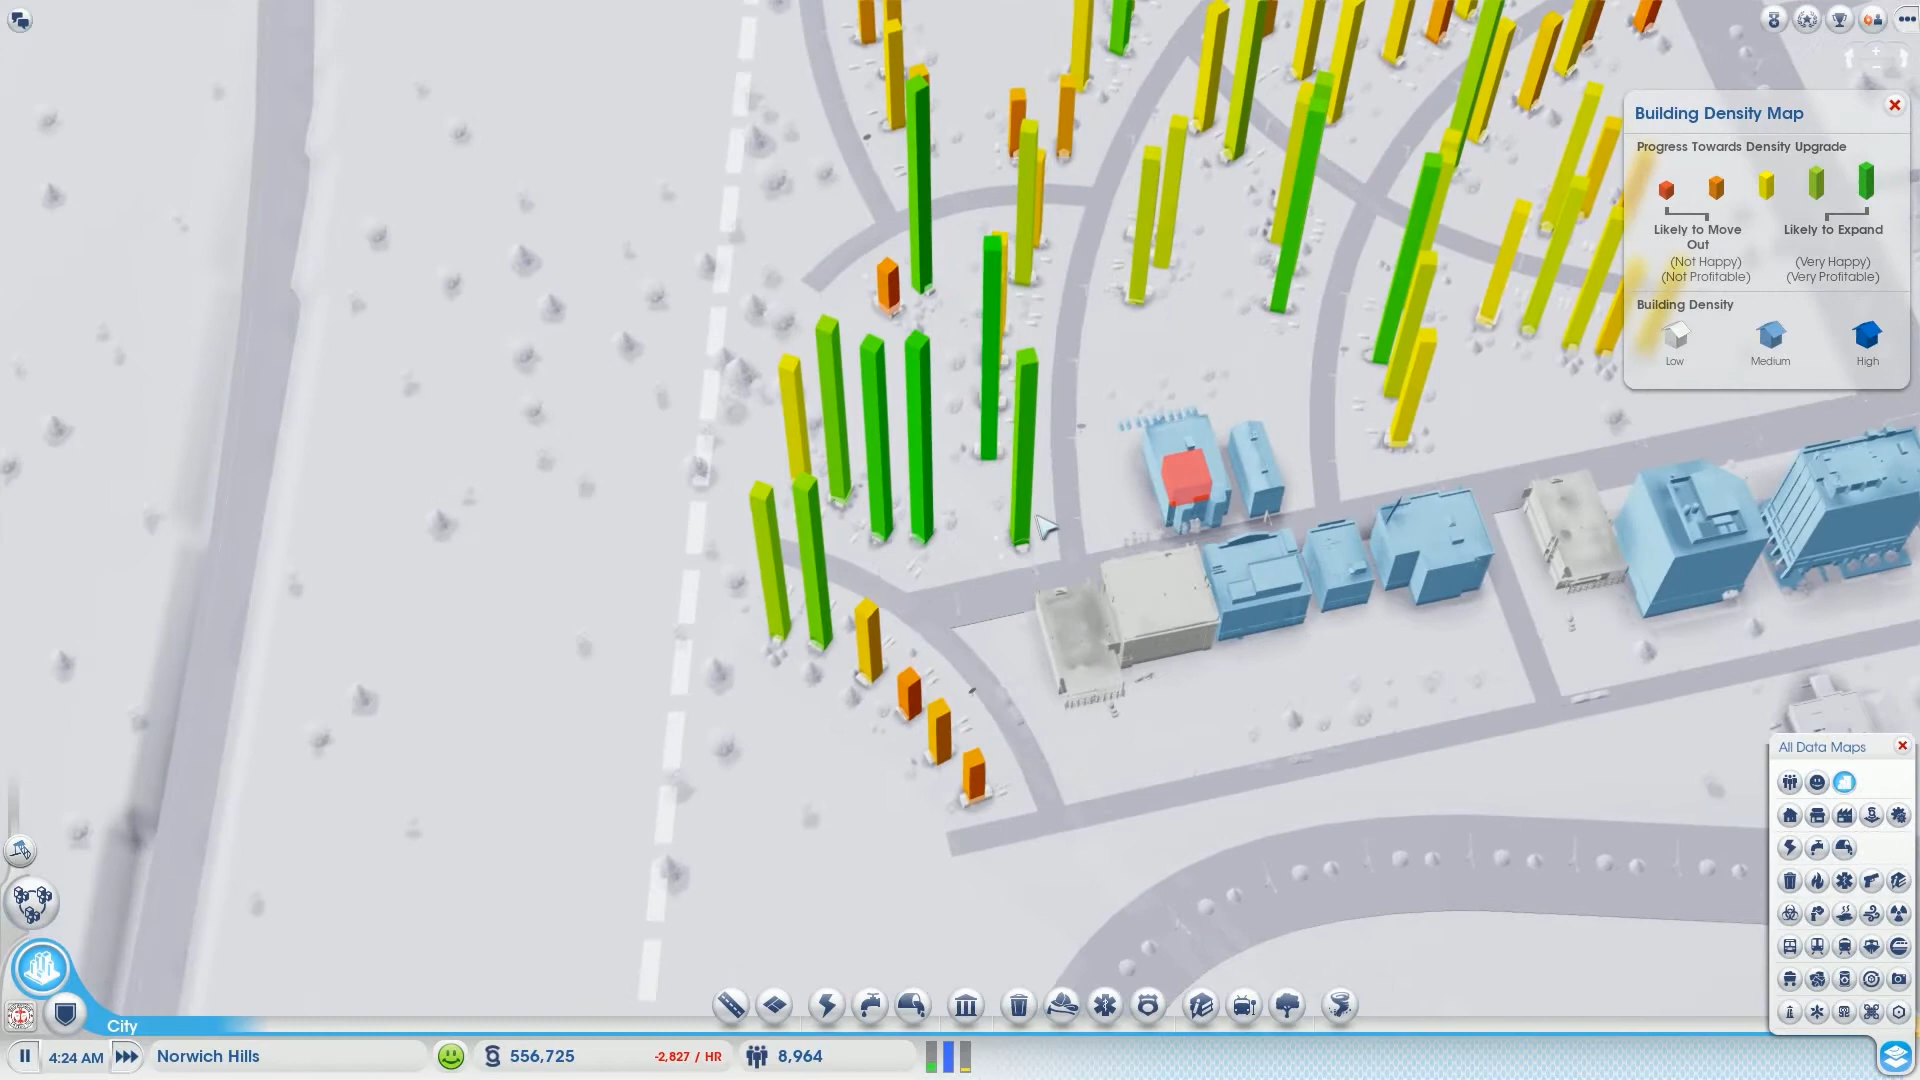 Building Density Map
Progress Towards Density Upgrade
Likely to Move Out
Likely to Expand
(Not Happy)
(Not Profitable)
(Very Happy)
(Very Profitable)
Building Density
Low
Medium
High
All Data Maps
City
4:24 AM
Norwich Hills
556,725
-2,827 / HR
8,964